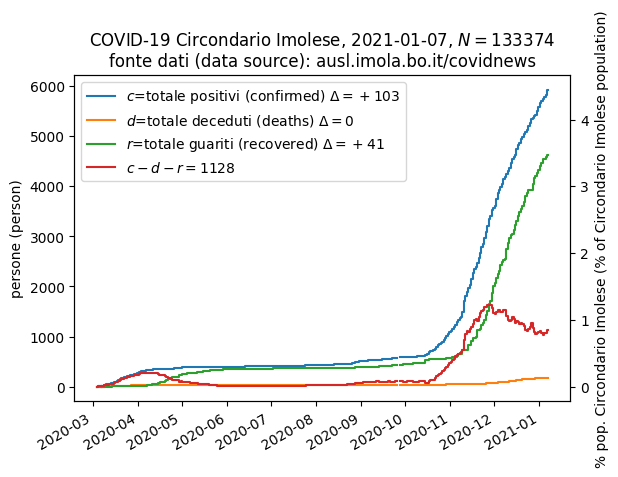 COVID-19 Circondario Imolese, 2021-01-07, N = 133374
fonte dati (data source): ausl.imola.bo.it/covidnews
c=totale positivi (confirmed) Δ = +103
d=totale deceduti (deaths) Δ = 0
r=totale guariti (recovered) Δ = +41
c − d − r = 1128
persone (person)
6000
5000
4000
3000
2000
1000
0
4
3
2
1
0
% pop. Circondario Imolese (% of Circondario Imolese population)
2020-03
2020-04
2020-05
2020-06
2020-07
2020-08
2020-09
2020-10
2020-11
2020-12
2021-01